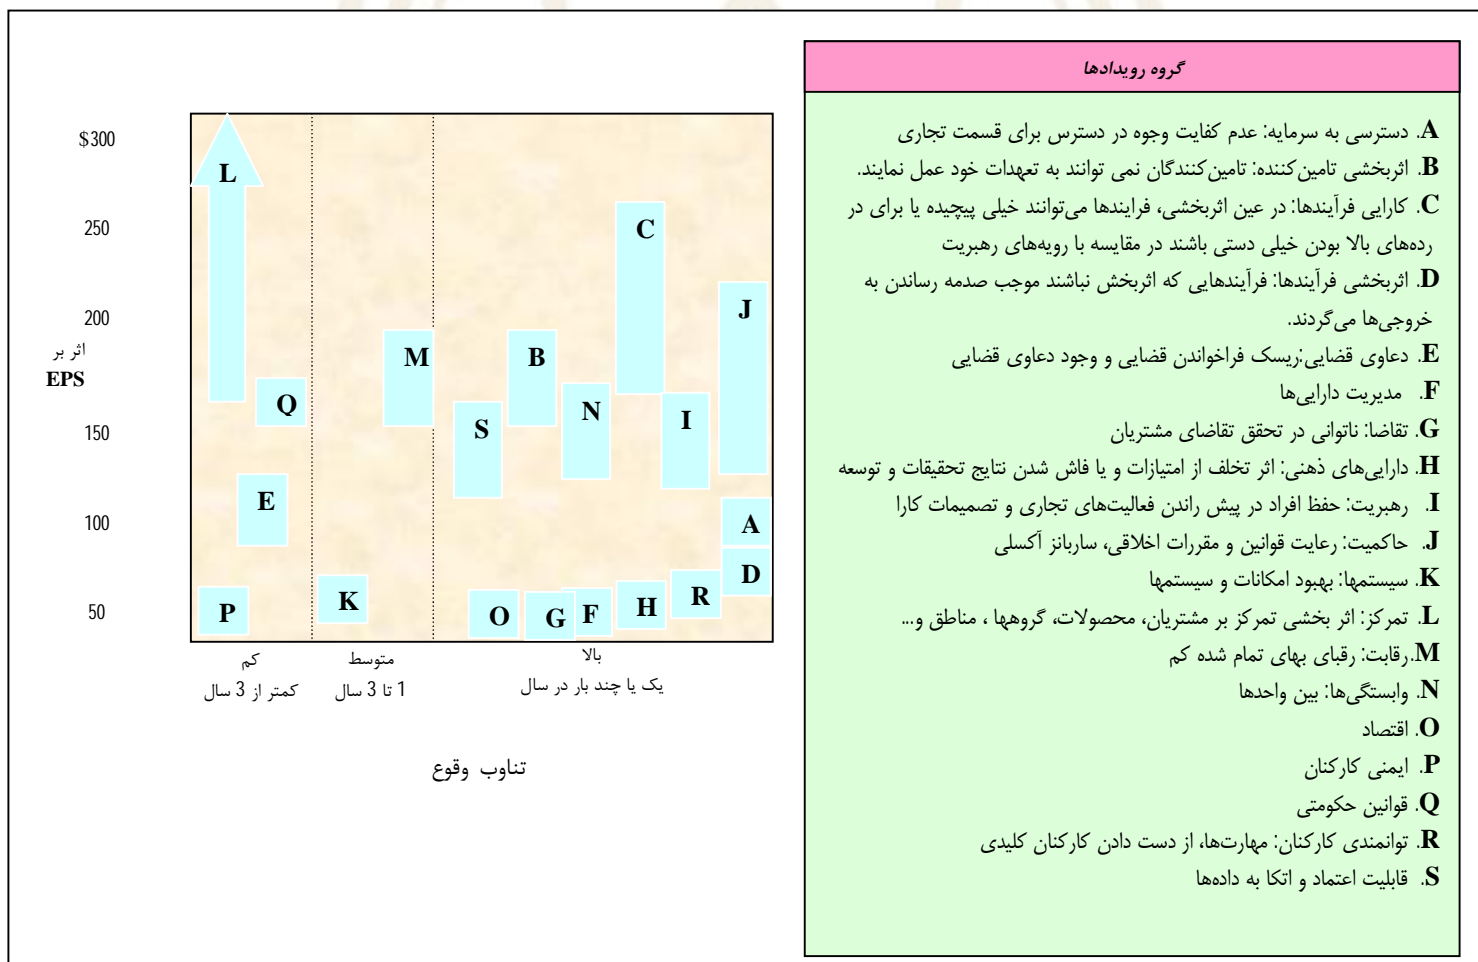 گروه رویدادها
A. دسترسی به سرمایه: عدم کفایت وجوه در دسترس برای قسمت تجاری
B. اثربخشی تامین‌کننده: تامین‌کنندگان نمی توانند به تعهدات خود عمل نمایند.
C. کارایی فرآیندها: در عین اثربخشی، فرایندها می‌توانند خیلی پیچیده یا برای در
رده‌های بالا بودن خیلی دستی باشند در مقایسه با رویه‌های رهبریت
D. اثربخشی فرآیندها: فرآیندهایی که اثربخش نباشند موجب صدمه رساندن به
خروجی‌ها می‌گردند.
E. دعاوی قضایی:ریسک فراخواندن قضایی و وجود دعاوی قضایی
F. مدیریت دارایی‌ها
G. تقاضا: ناتوانی در تحقق تقاضای مشتریان
H. دارایی‌های ذهنی: اثر تخلف از امتیازات و یا فاش شدن نتایج تحقیقات و توسعه
I. رهبریت: حفظ افراد در پیش راندن فعالیت‌های تجاری و تصمیمات کارا
J. حاکمیت: رعایت قوانین و مقررات اخلاقی، ساربانز آکسلی
K. سیستمها: بهبود امکانات و سیستمها
L. تمرکز: اثر بخشی تمرکز بر مشتریان، محصولات، گروهها ، مناطق و...
M.رقابت: رقبای بهای تمام شده کم
N. وابستگی‌ها: بین واحدها
O. اقتصاد
P. ایمنی کارکنان
Q. قوانین حکومتی
R. توانمندی کارکنان: مهارت‌ها، از دست دادن کارکنان کلیدی
S. قابلیت اعتماد و اتکا به داده‌ها
$300
250
200
اثر بر
EPS
150
100
50
L
Q
E
P
M
K
S
B
N
C
I
J
A
D
O
G
F
H
R
کم
کمتر از 3 سال
متوسط
1 تا 3 سال
بالا
یک یا چند بار در سال
تناوب وقوع